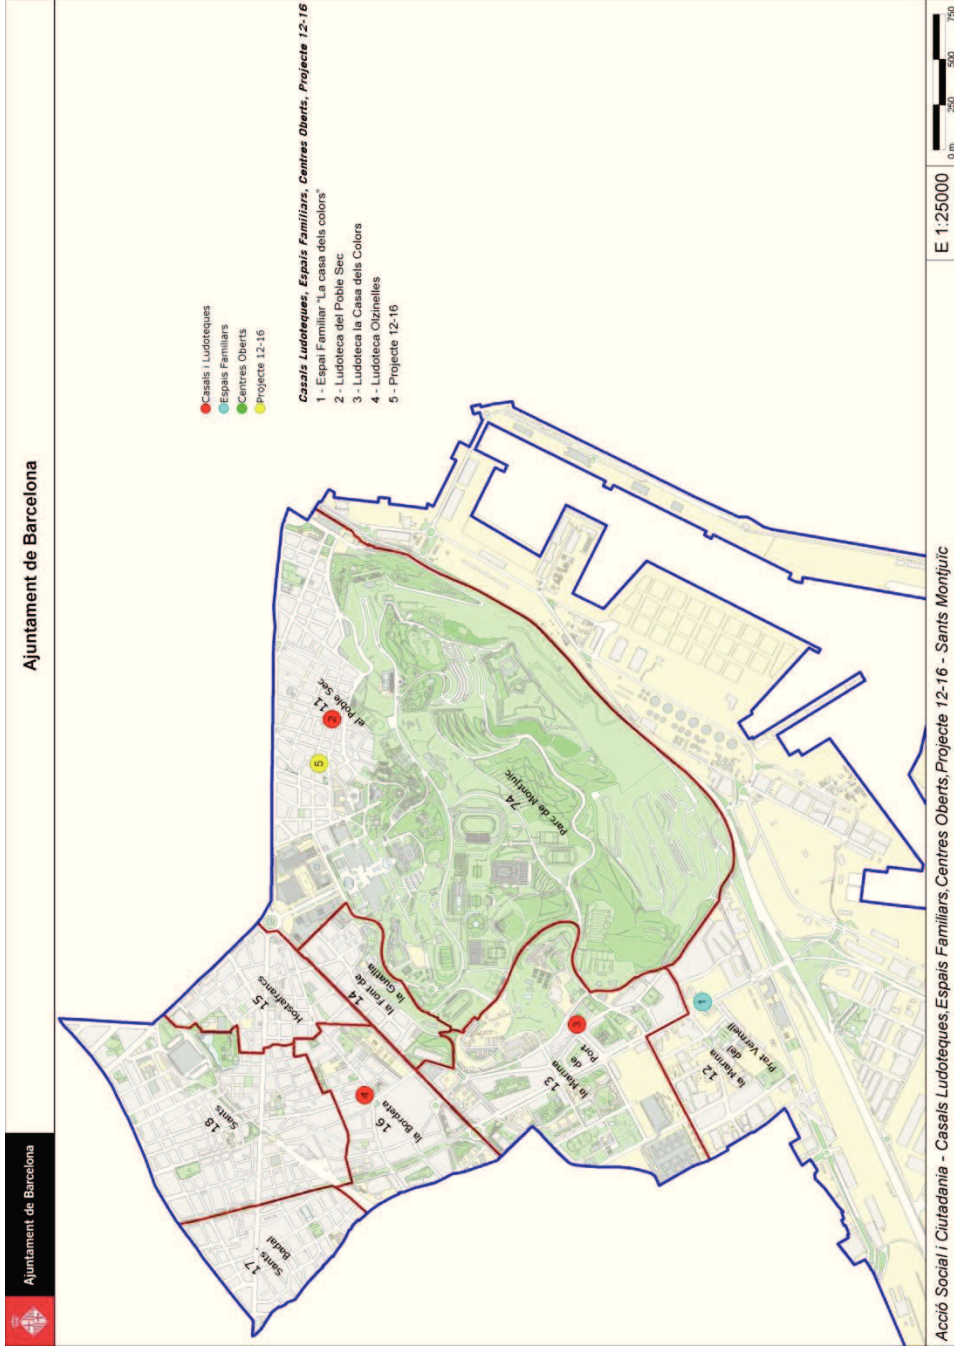 Ajuntament de Barcelona
Ajuntament de Barcelona
Casals i Ludoteques
Espais Familiars
Centres Oberts
Projecte 12-16
Casals Ludoteques, Espais Familiars, Centres Oberts, Projecte 12-16
1 - Espai Familiar "La casa dels colors"
2 - Ludoteca del Poble Sec
3 - Ludoteca la Casa dels Colors
4 - Ludoteca Olzinelles
5 - Projecte 12-16
18
Sants
15
Hostafrancs
17
Sants
Badal
4
16
la Bordeta
14
la Font de
la Guatlla
5
2
11
el Poble Sec
74
Parc de Montjuïc
3
13
la Marina
de
Port
1
12
la Marina
del
Prat Vermell
Acció Social i Ciutadania - Casals Ludoteques,Espais Familiars,Centres Oberts,Projecte 12-16 - Sants Montjuïc
E 1:25000
0 m. 250 500 750